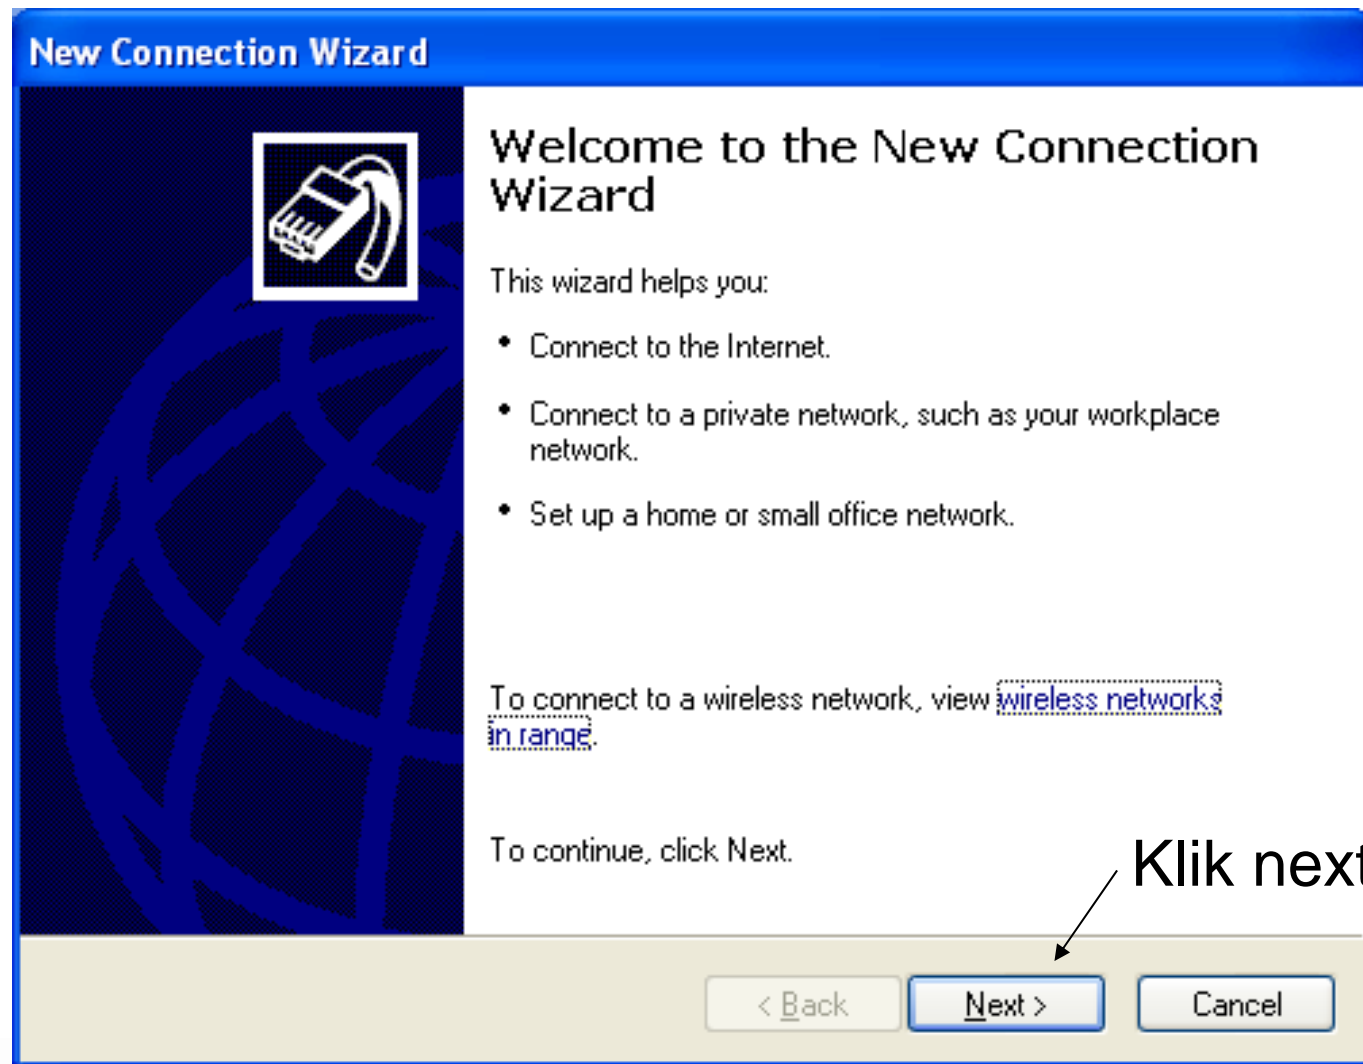 New Connection Wizard
Welcome to the New Connection
Wizard
This wizard helps you:
• Connect to the Internet.
• Connect to a private network, such as your workplace
network.
• Set up a home or small office network.
To connect to a wireless network, view wireless networks
in range.
To continue, click Next.
Klik next
< Back
Next >
Cancel